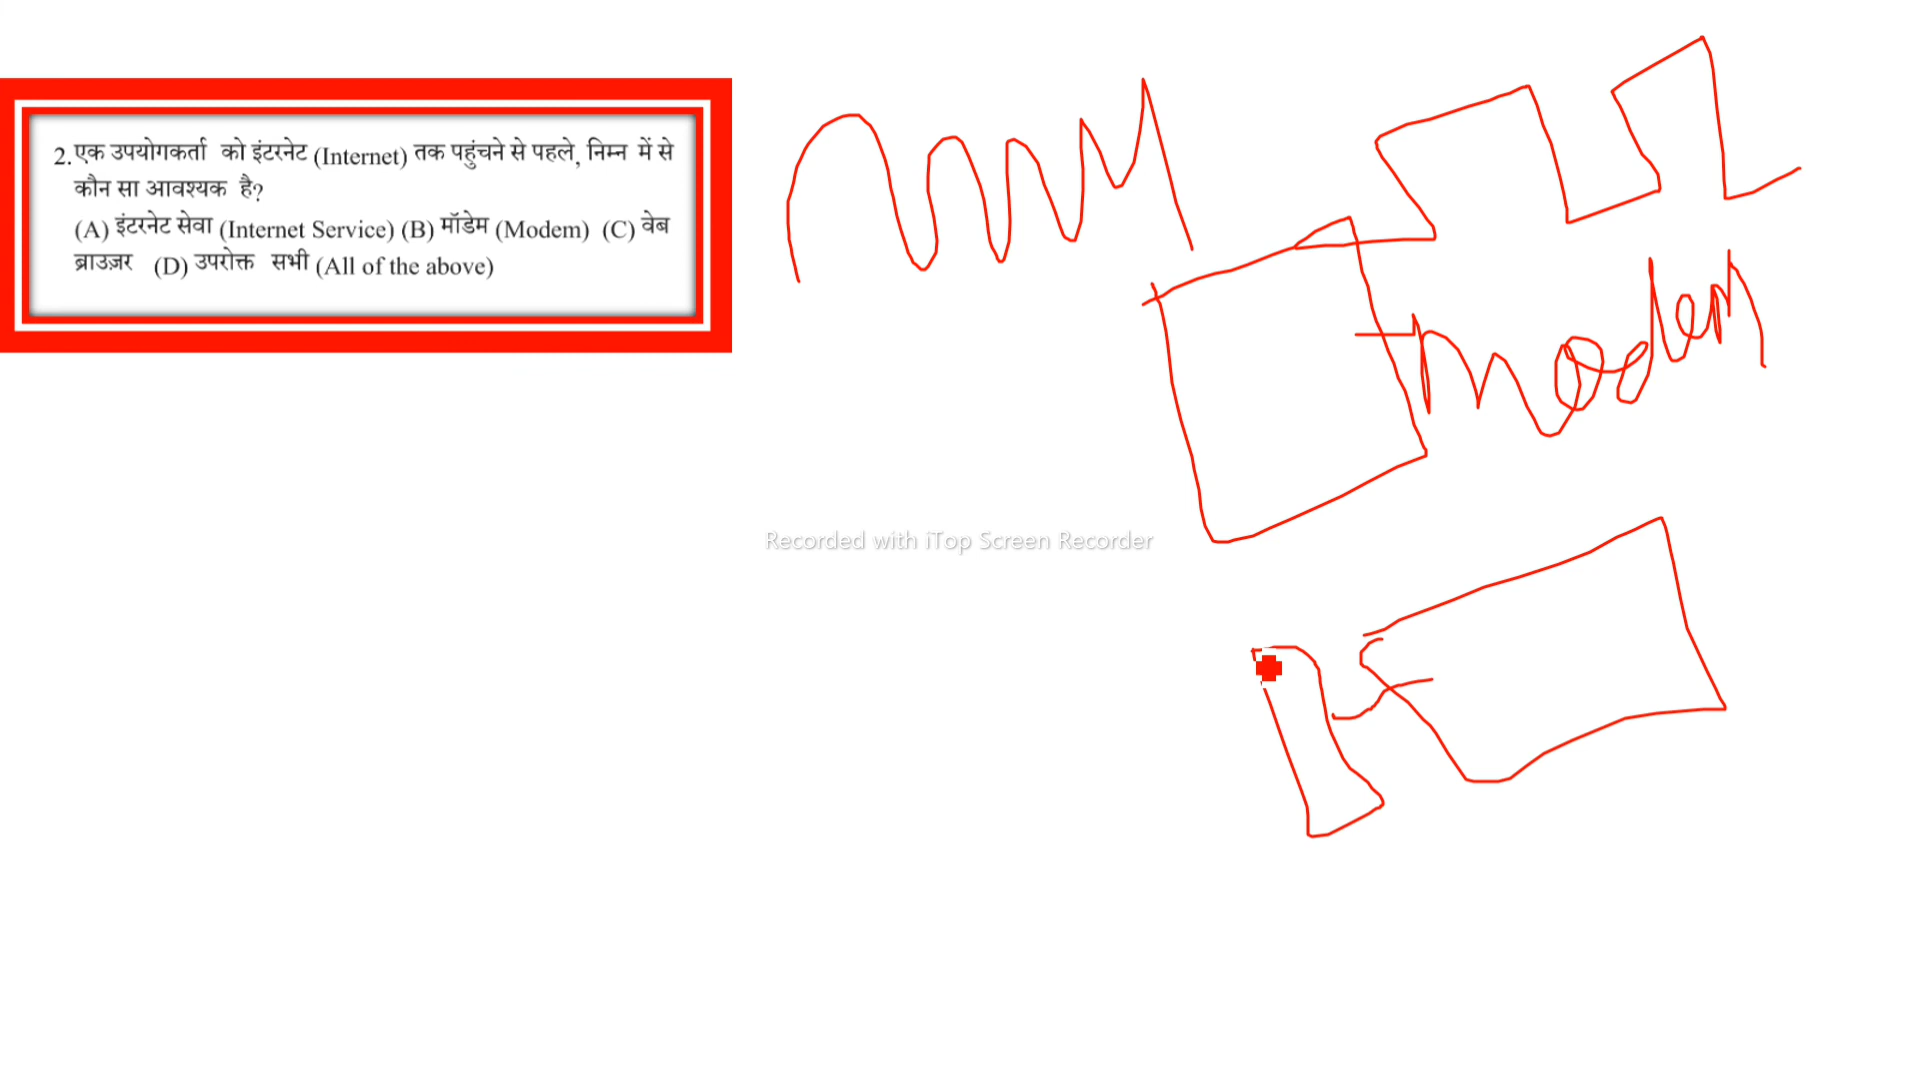 2. एक उपयोगकर्ता को इंटरनेट (Internet) तक पहुंचने से पहले, निम्न में से
कौन सा आवश्यक है?
(A) इंटरनेट सेवा (Internet Service) (B) मॉडेम (Modem) (C) वेब
ब्राउज़र (D) उपरोक्त सभी (All of the above)
Modem
Recorded with iTop Screen Recorder